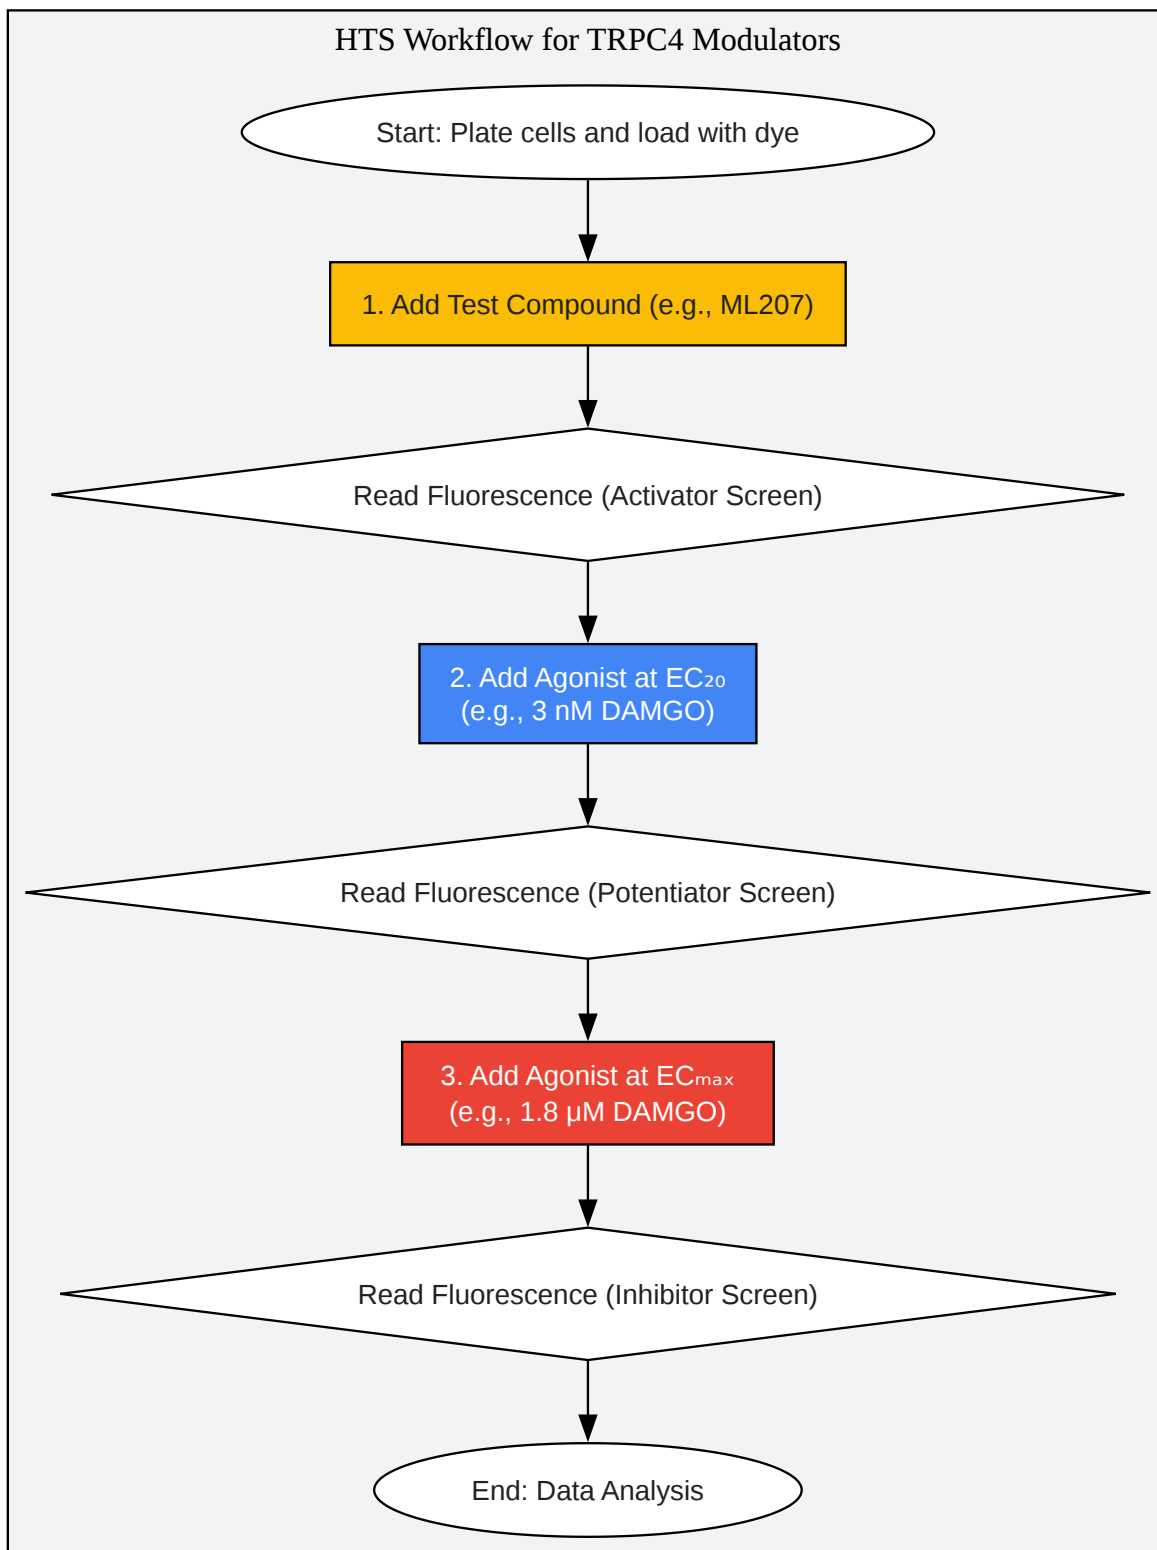 HTS Workflow for TRPC4 Modulators
Start: Plate cells and load with dye
1. Add Test Compound (e.g., ML207)
Read Fluorescence (Activator Screen)
2. Add Agonist at EC₂₀
(e.g., 3 nM DAMGO)
Read Fluorescence (Potentiator Screen)
3. Add Agonist at ECₘₐₓ
(e.g., 1.8 μM DAMGO)
Read Fluorescence (Inhibitor Screen)
End: Data Analysis